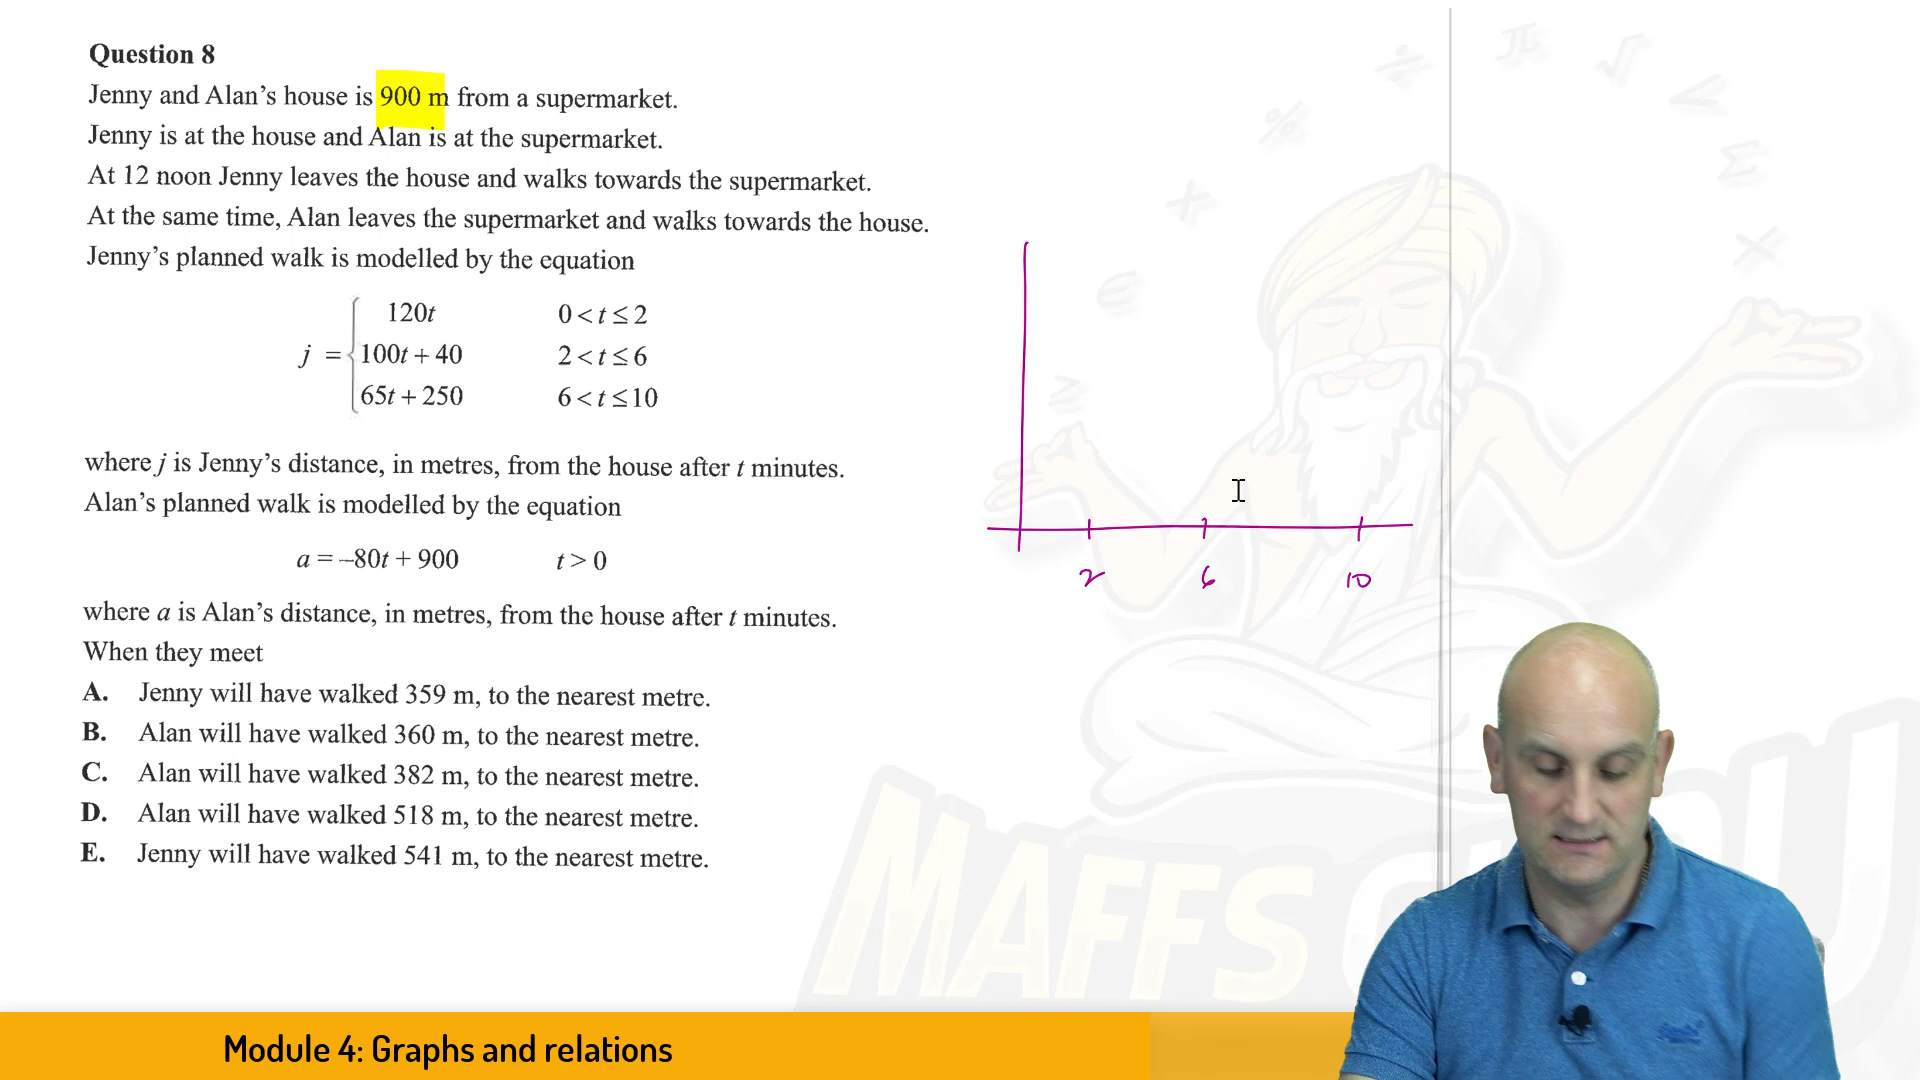 Question 8
Jenny and Alan's house is 900 m from a supermarket.
Jenny is at the house and Alan is at the supermarket.
At 12 noon Jenny leaves the house and walks towards the supermarket.
At the same time, Alan leaves the supermarket and walks towards the house.
Jenny's planned walk is modelled by the equation
120t 0 < t ≤ 2
j = { 100t + 40 2 < t ≤ 6
65t + 250 6 < t ≤ 10
where j is Jenny's distance, in metres, from the house after t minutes.
Alan's planned walk is modelled by the equation
a = –80t + 900 t > 0
where a is Alan's distance, in metres, from the house after t minutes.
When they meet
A. Jenny will have walked 359 m, to the nearest metre.
B. Alan will have walked 360 m, to the nearest metre.
C. Alan will have walked 382 m, to the nearest metre.
D. Alan will have walked 518 m, to the nearest metre.
E. Jenny will have walked 541 m, to the nearest metre.
2 6 10
MAFFS G U
Module 4: Graphs and relations